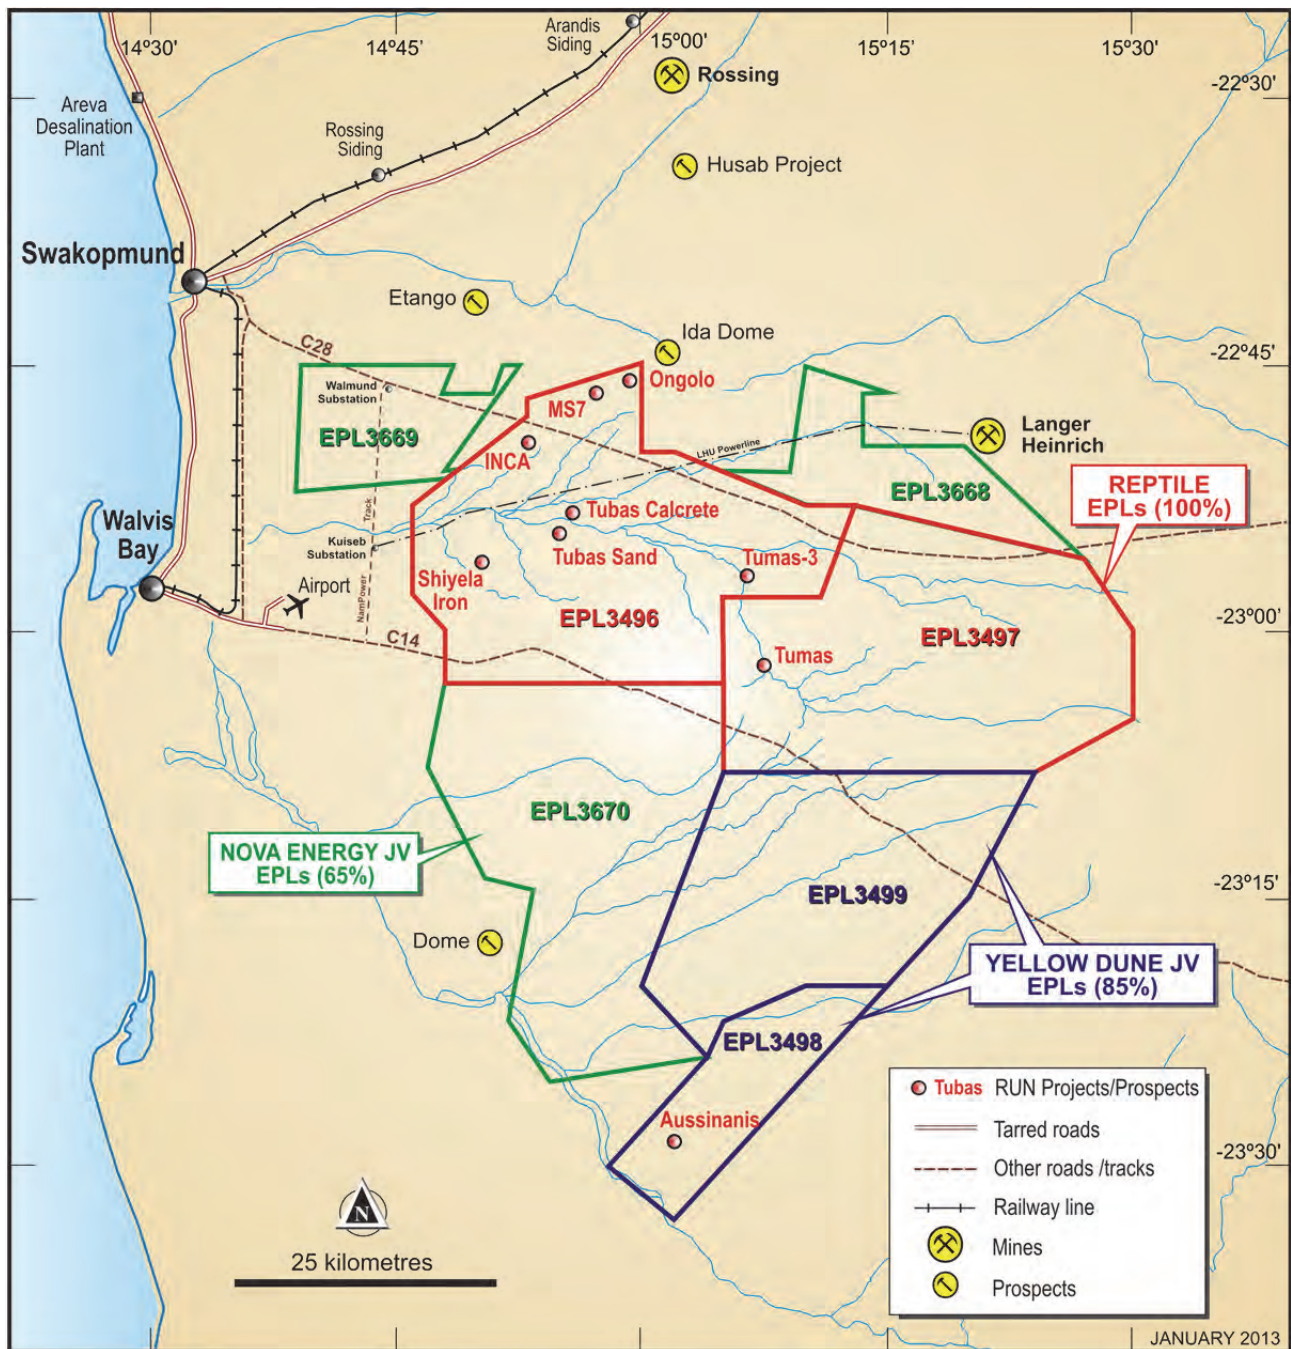 14º30'
14º45'
15º00'
15º15'
15º30'
Arandis
Siding
Rossing
-22º30'
Areva
Desalination
Plant
Rossing
Siding
Husab Project
Swakopmund
Etango
Ida Dome
C28
-22º45'
Walmund
Substation
Ongolo
MS7
EPL3669
INCA
LHU Powerline
Langer
Heinrich
EPL3668
REPTILE
EPLs (100%)
Walvis
Bay
Track
Tubas Calcrete
Kuiseb
Substation
Tubas Sand
Tumas-3
Airport
NamPower
Shiyela
Iron
EPL3496
EPL3497
-23º00'
C14
Tumas
EPL3670
NOVA ENERGY JV
EPLs (65%)
EPL3499
-23º15'
Dome
YELLOW DUNE JV
EPLs (85%)
EPL3498
Aussinanis
-23º30'
N
25 kilometres
Tubas RUN Projects/Prospects
Tarred roads
Other roads /tracks
Railway line
Mines
Prospects
JANUARY 2013